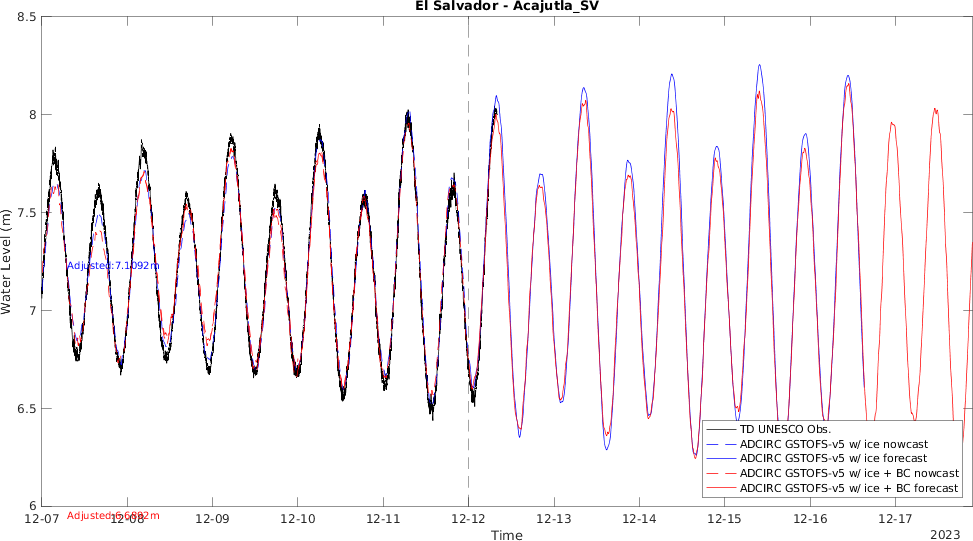 El Salvador - Acajutla_SV
8.5
8
7.5
7
6.5
6
Water Level (m)
Adjusted:7.1092m
Adjusted:6.6892m
TD UNESCO Obs.
ADCIRC GSTOFS-v5 w/ ice nowcast
ADCIRC GSTOFS-v5 w/ ice forecast
ADCIRC GSTOFS-v5 w/ ice + BC nowcast
ADCIRC GSTOFS-v5 w/ ice + BC forecast
12-07 12-08 12-09 12-10 12-11 12-12 12-13 12-14 12-15 12-16 12-17
Time
2023